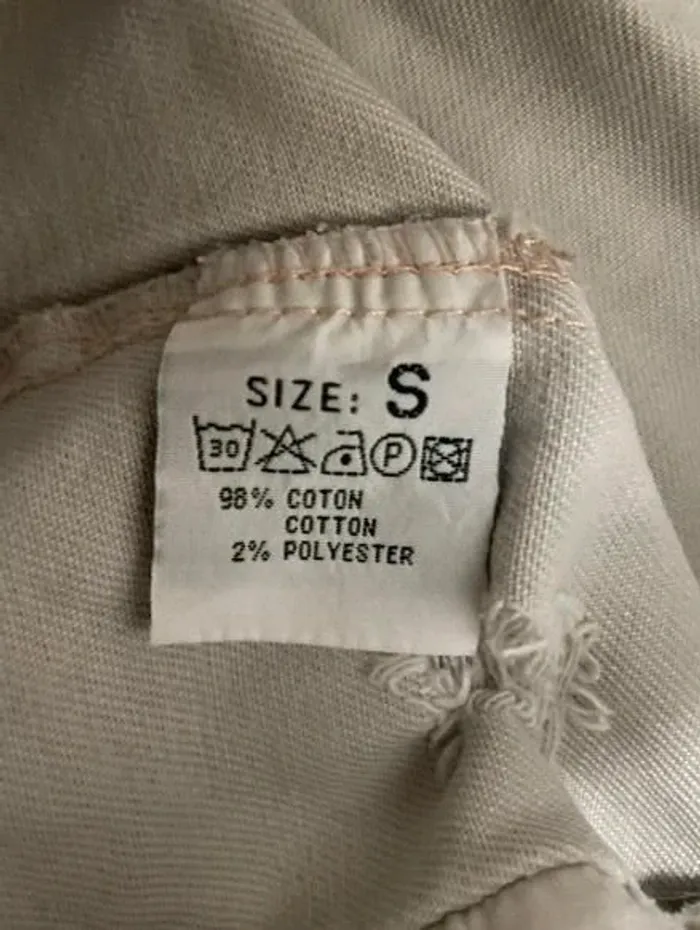 SIZE: S
30 P
98% COTON
COTTON
2% POLYESTER